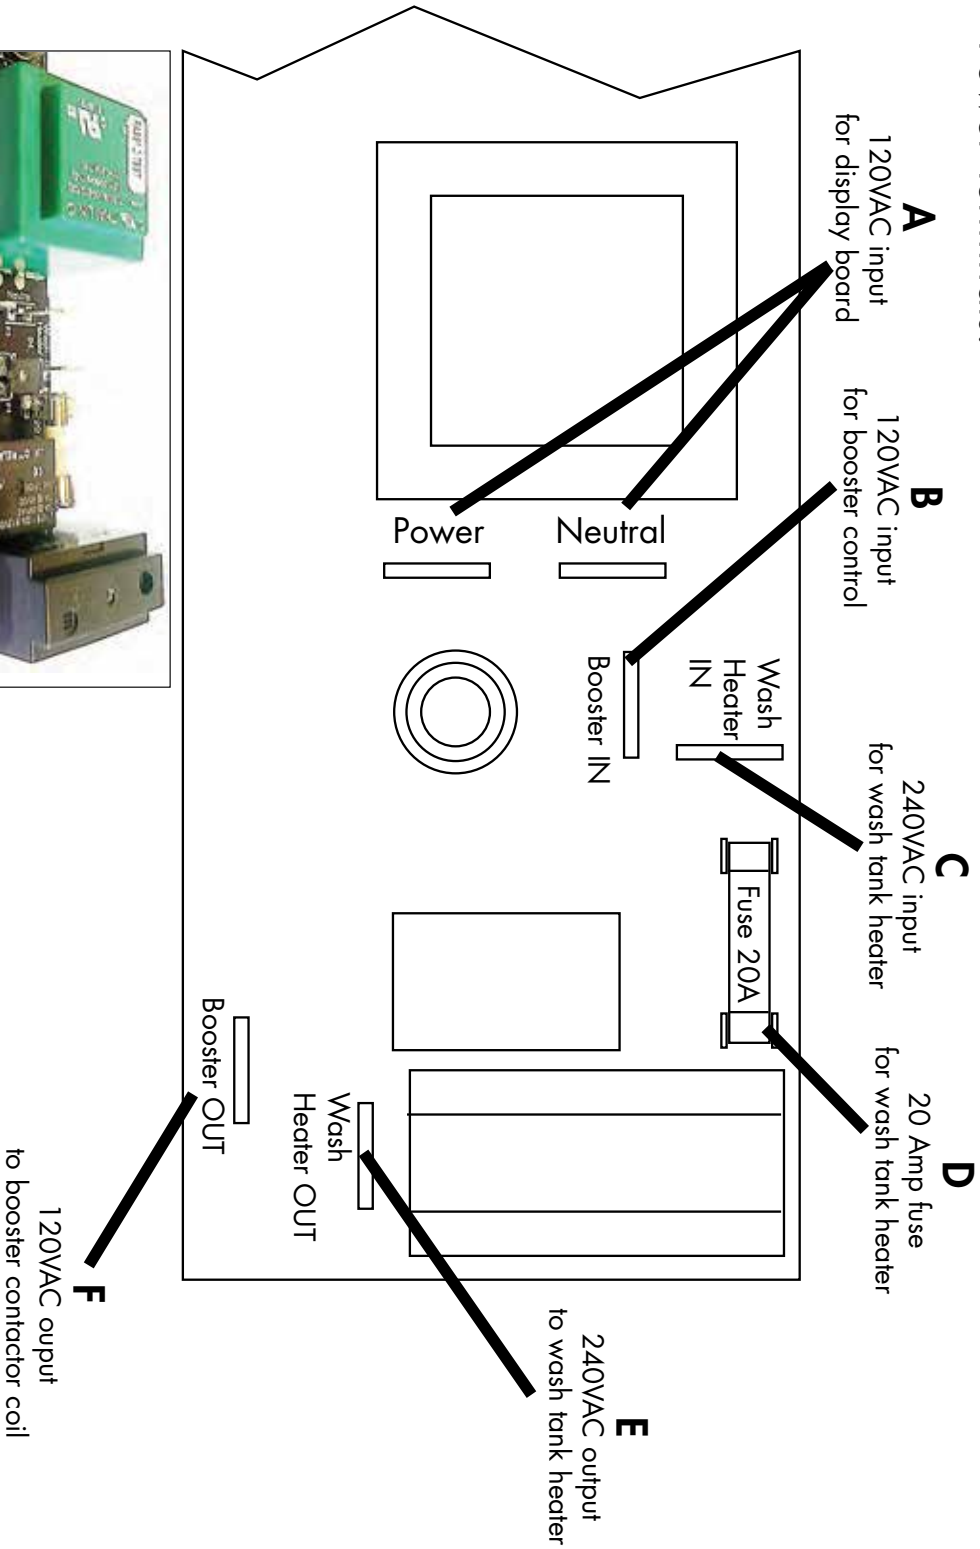 A
120VAC input
for display board
B
120VAC input
for booster control
C
240VAC input
for wash tank heater
D
20 Amp fuse
for wash tank heater
Power
Neutral
Booster IN
Wash
Heater
IN
Fuse 20A
Booster OUT
Wash
Heater OUT
E
240VAC output
to wash tank heater
F
120VAC ouput
to booster contactor coil